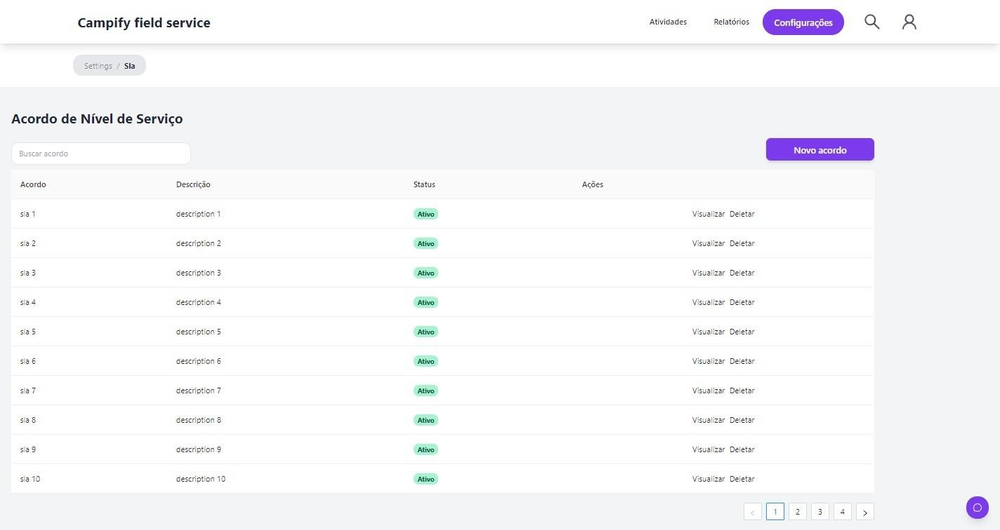 Campify field service
Atividades Relatórios Configurações
Settings / Sla
Acordo de Nível de Serviço
Buscar acordo
Novo acordo
Acordo Descrição Status Ações
sla 1 description 1 Ativo Visualizar Deletar
sla 2 description 2 Ativo Visualizar Deletar
sla 3 description 3 Ativo Visualizar Deletar
sla 4 description 4 Ativo Visualizar Deletar
sla 5 description 5 Ativo Visualizar Deletar
sla 6 description 6 Ativo Visualizar Deletar
sla 7 description 7 Ativo Visualizar Deletar
sla 8 description 8 Ativo Visualizar Deletar
sla 9 description 9 Ativo Visualizar Deletar
sla 10 description 10 Ativo Visualizar Deletar
< 1 2 3 4 >